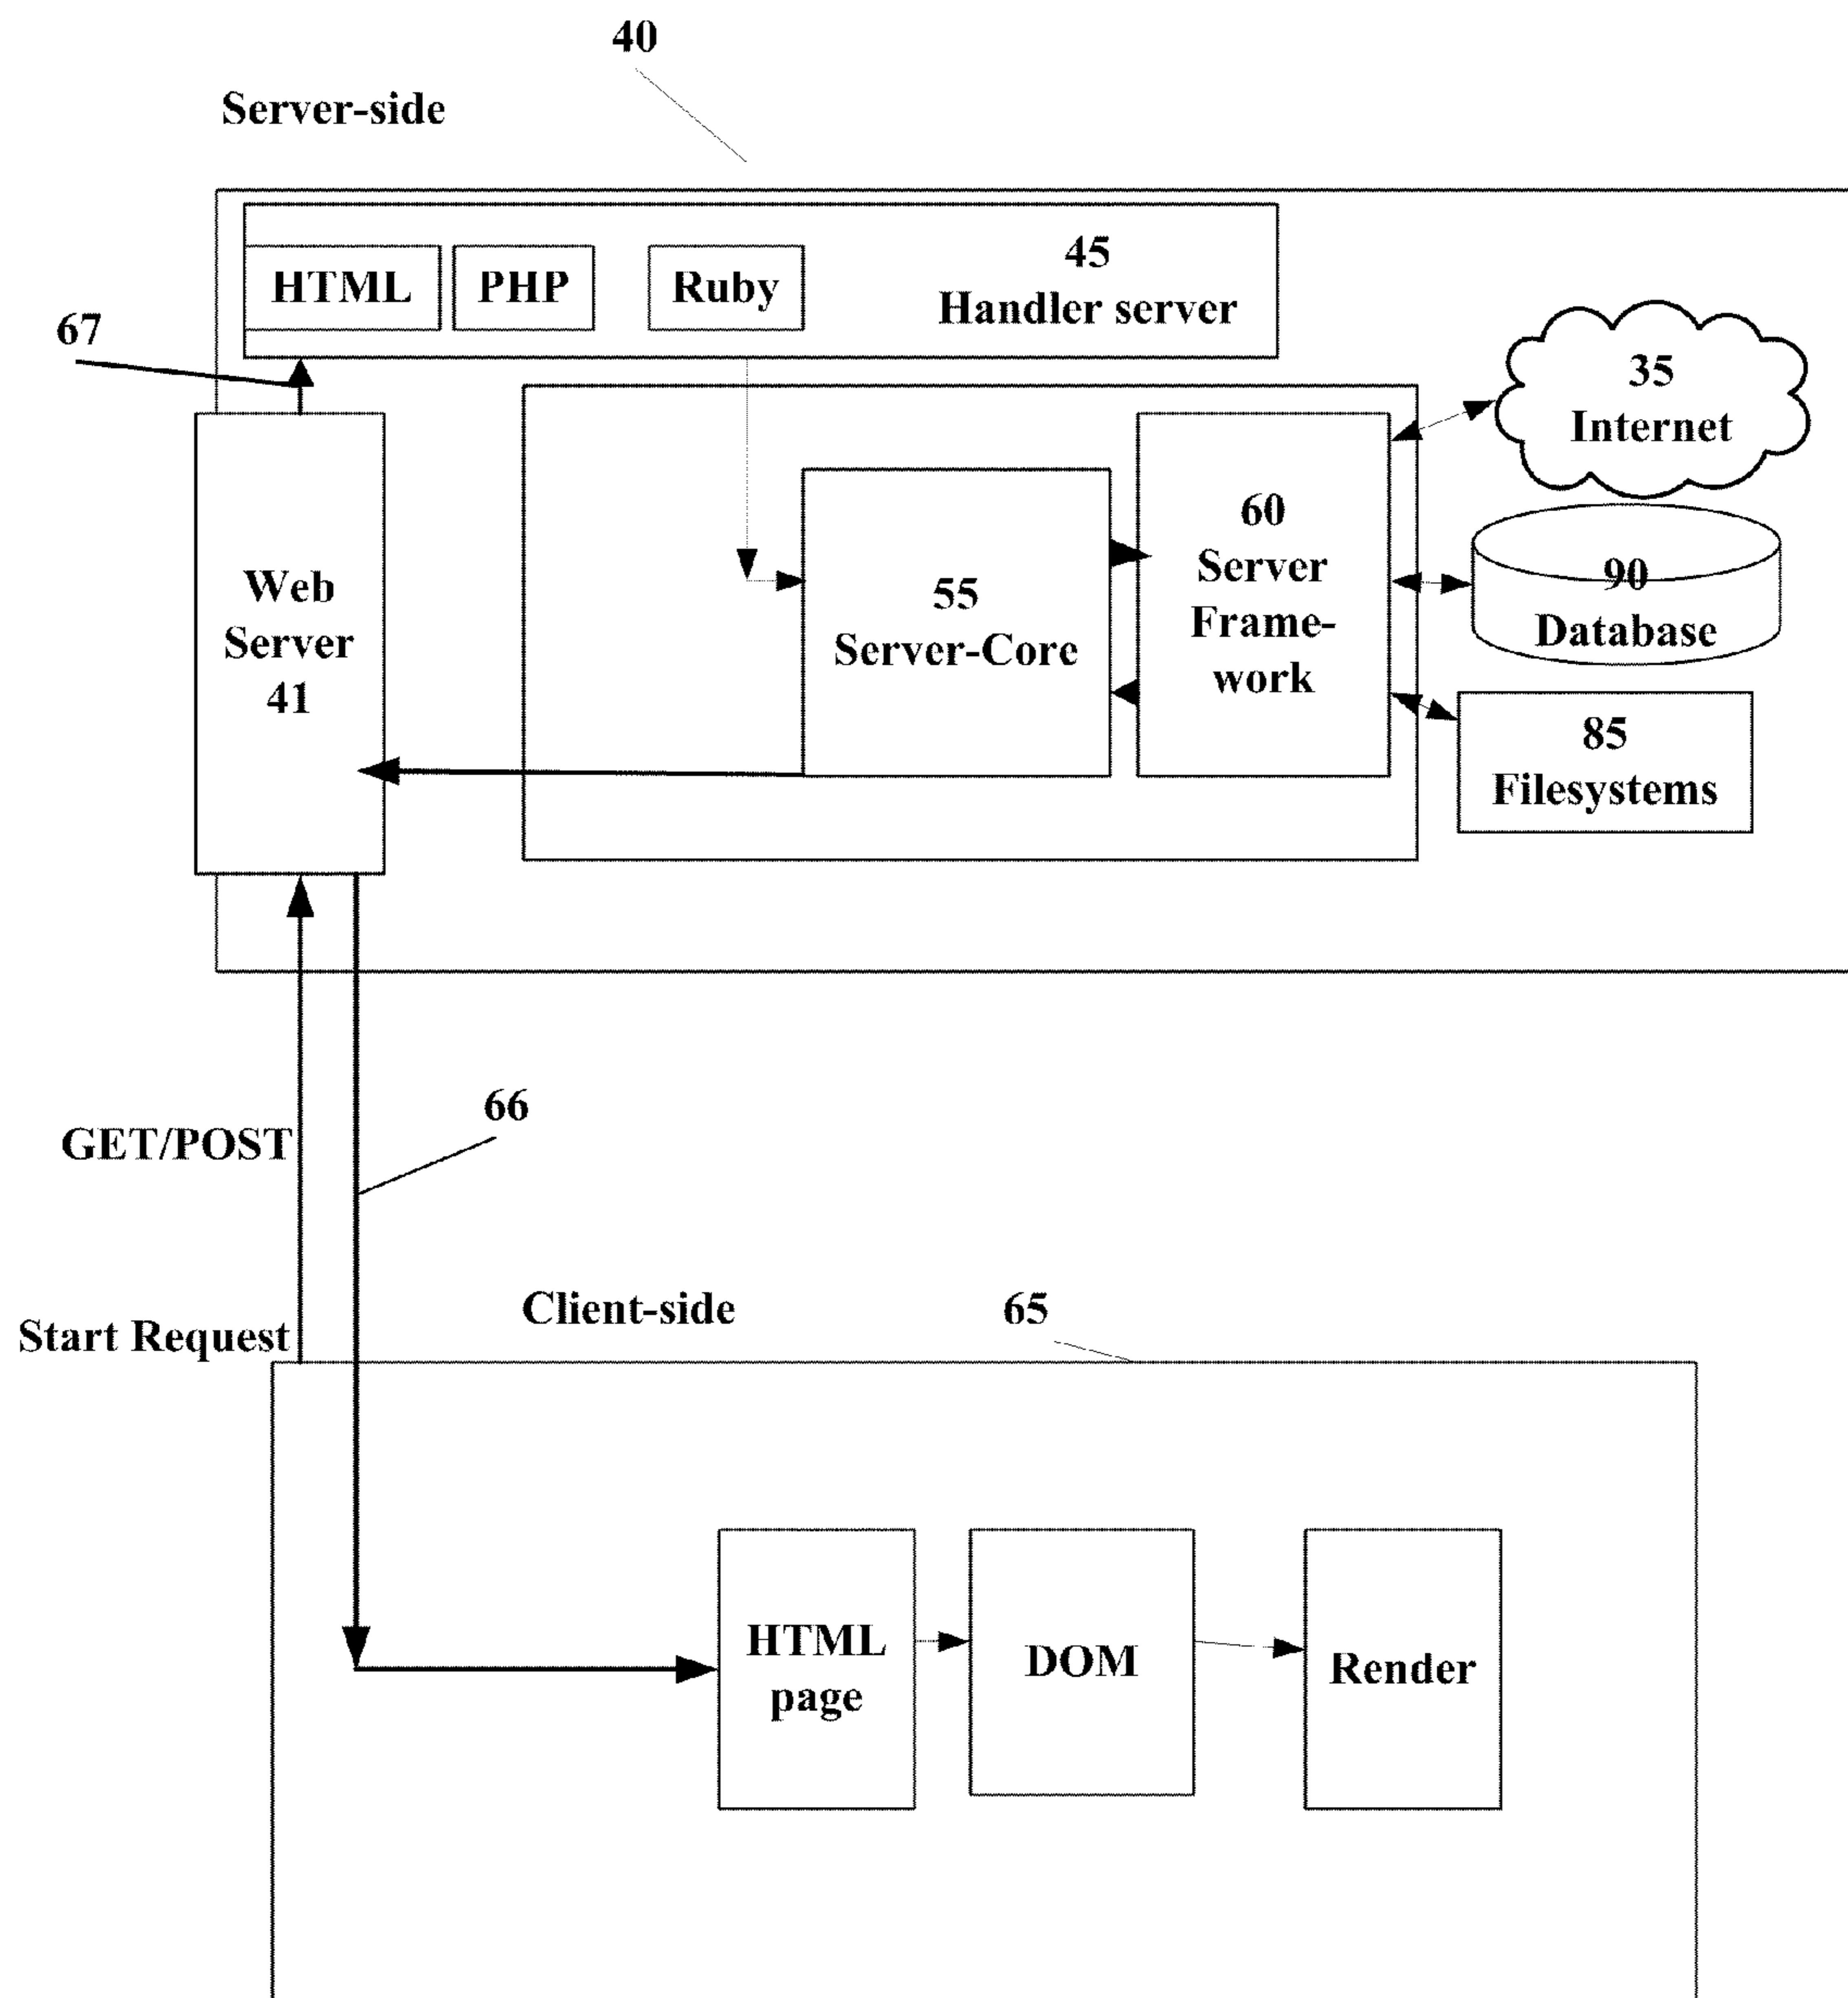 40
Server-side
HTML
PHP
Ruby
45
Handler server
67
35
Internet
60
Server
Frame-
work
90
Database
Web
Server
41
55
Server-Core
85
Filesystems
66
GET/POST
Client-side
65
Start Request
HTML
page
DOM
Render